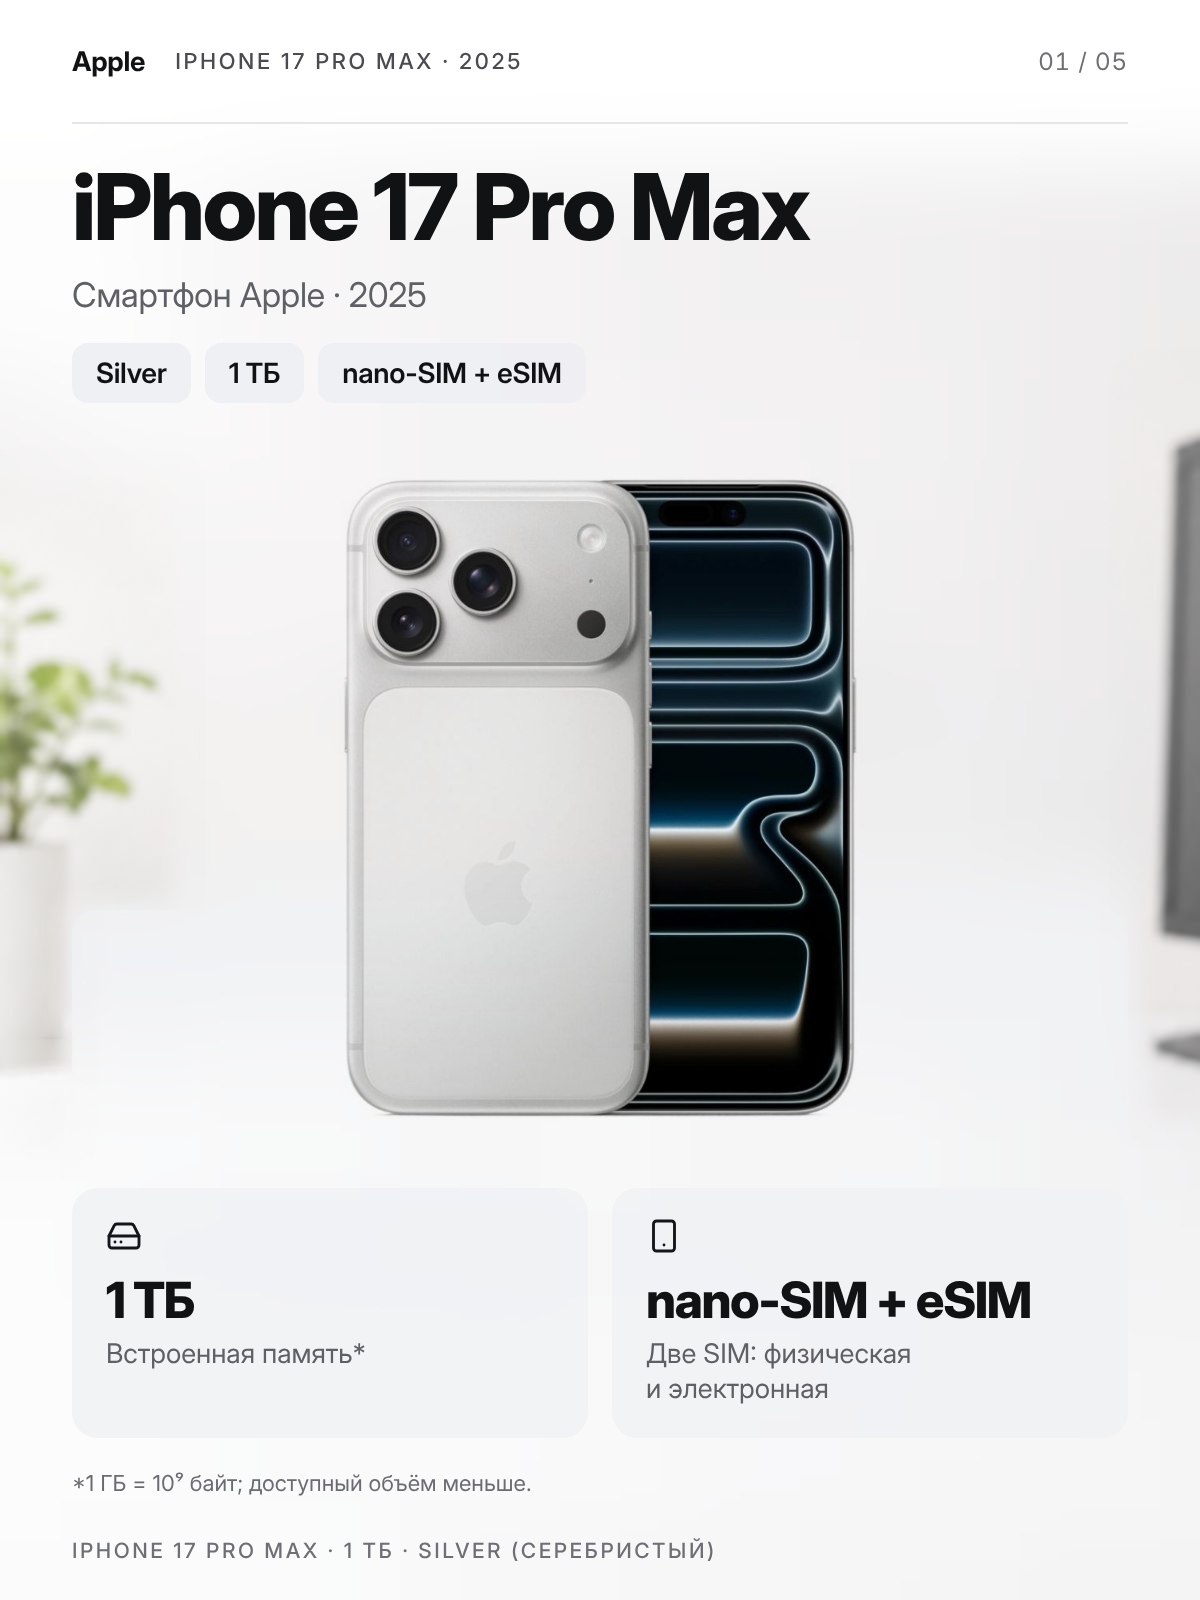 Apple IPHONE 17 PRO MAX · 2025 01 / 05
iPhone 17 Pro Max
Смартфон Apple · 2025
Silver 1 ТБ nano-SIM + eSIM
1 ТБ
Встроенная память*
nano-SIM + eSIM
Две SIM: физическая
и электронная
*1 ГБ = 10⁹ байт; доступный объём меньше.
IPHONE 17 PRO MAX · 1 ТБ · SILVER (СЕРЕБРИСТЫЙ)